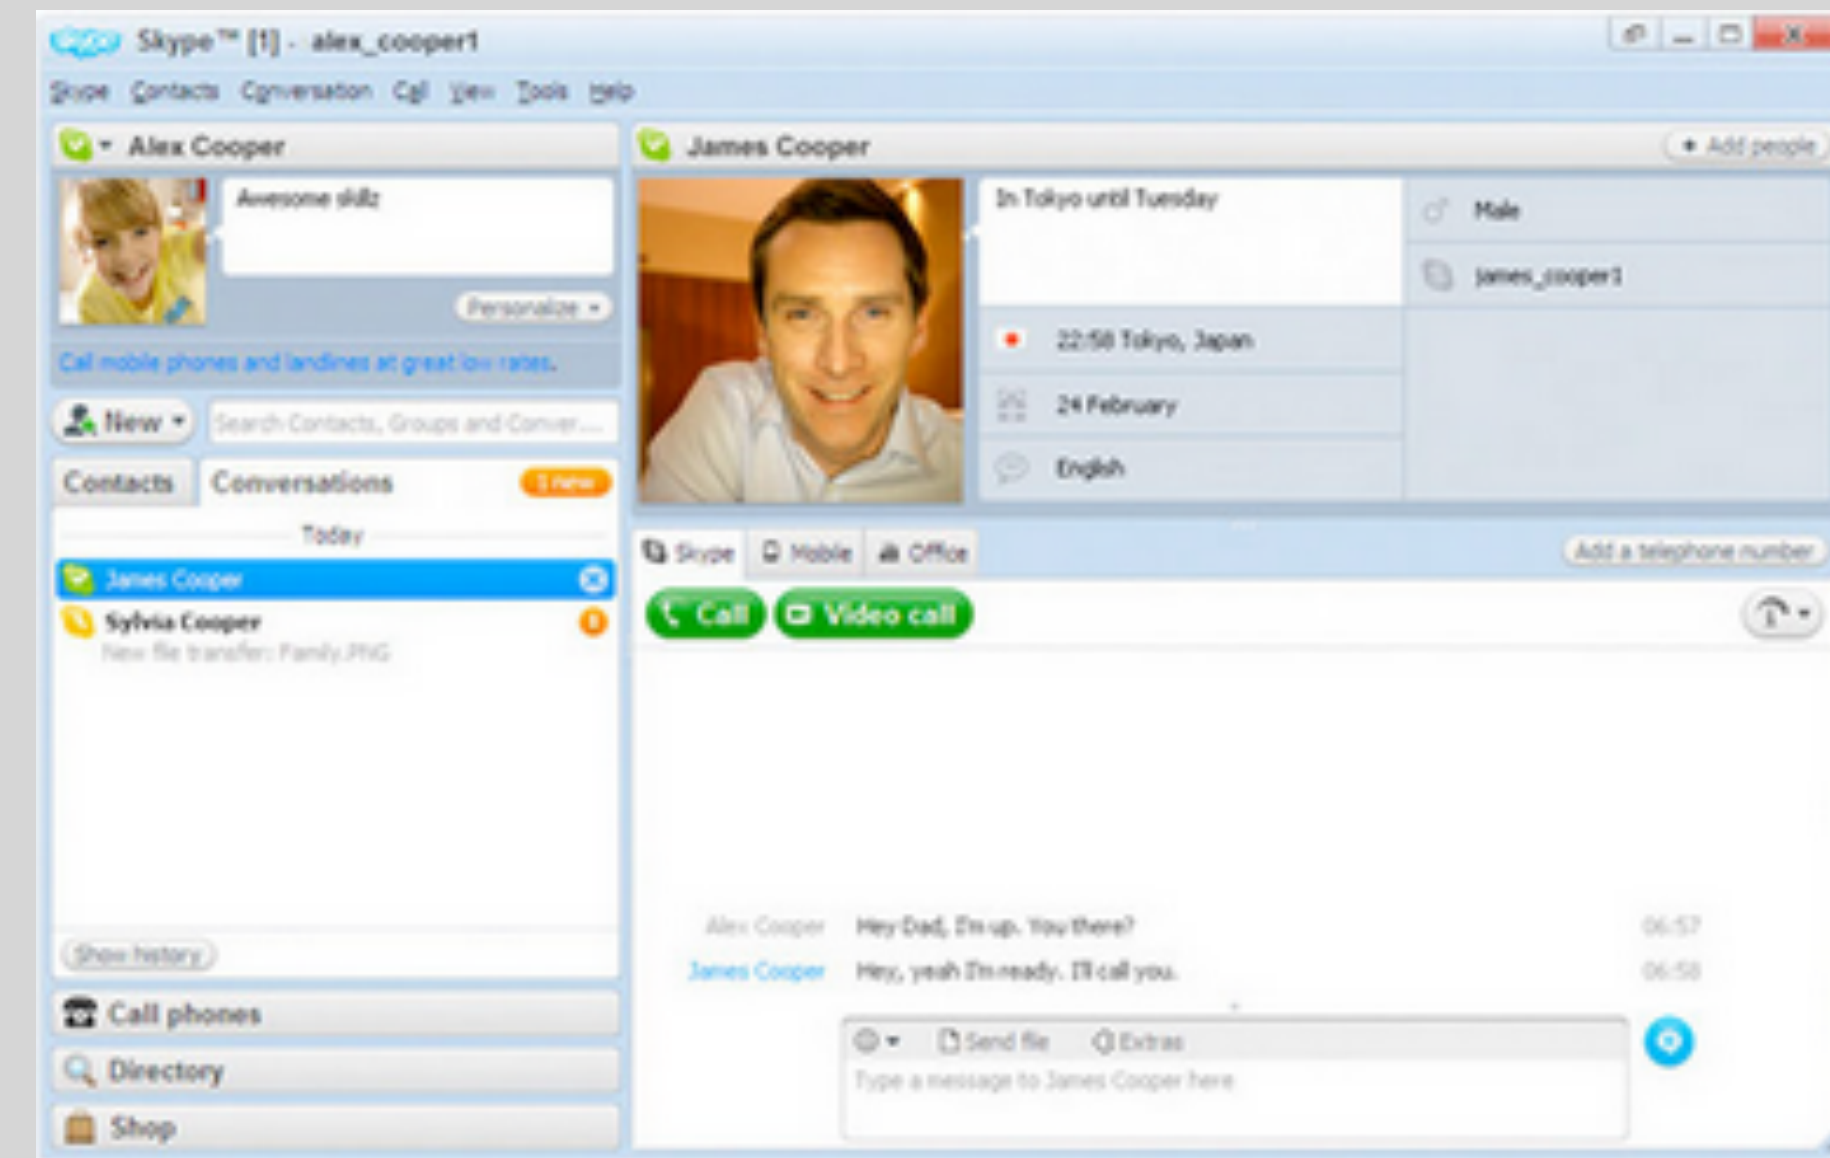 Skype™ [1] - alex_cooper1
Skype Contacts Conversation Call View Tools Help
Alex Cooper
Awesome skillz
Personalize
Call mobile phones and landlines at great low rates.
New
Search Contacts, Groups and Conver....
Contacts Conversations 1 new
Today
James Cooper
Sylvia Cooper
New file transfer: Family.PNG
Show history
Call phones
Directory
Shop
James Cooper
Add people
In Tokyo until Tuesday
Male
james_cooper1
22:58 Tokyo, Japan
24 February
English
Skype Mobile Office
Add a telephone number
Call Video call
Alex Cooper Hey Dad, I'm up. You there? 06:57
James Cooper Hey, yeah I'm ready. I'll call you. 06:58
Send file Extras
Type a message to James Cooper here